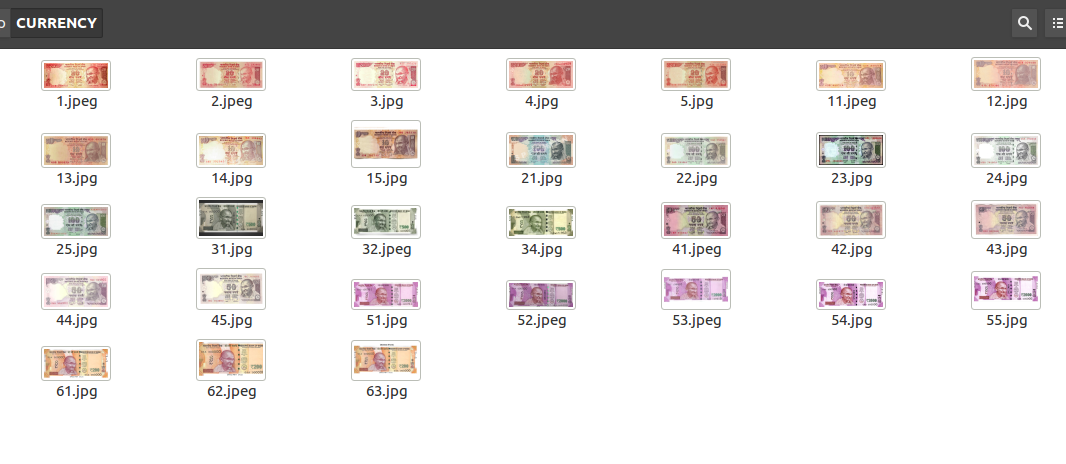 CURRENCY
1.jpeg 2.jpeg 3.jpg 4.jpg 5.jpg 11.jpeg 12.jpg
13.jpg 14.jpg 15.jpg 21.jpg 22.jpg 23.jpg 24.jpg
25.jpg 31.jpg 32.jpeg 34.jpg 41.jpeg 42.jpg 43.jpg
44.jpg 45.jpg 51.jpg 52.jpeg 53.jpeg 54.jpg 55.jpg
61.jpg 62.jpeg 63.jpg